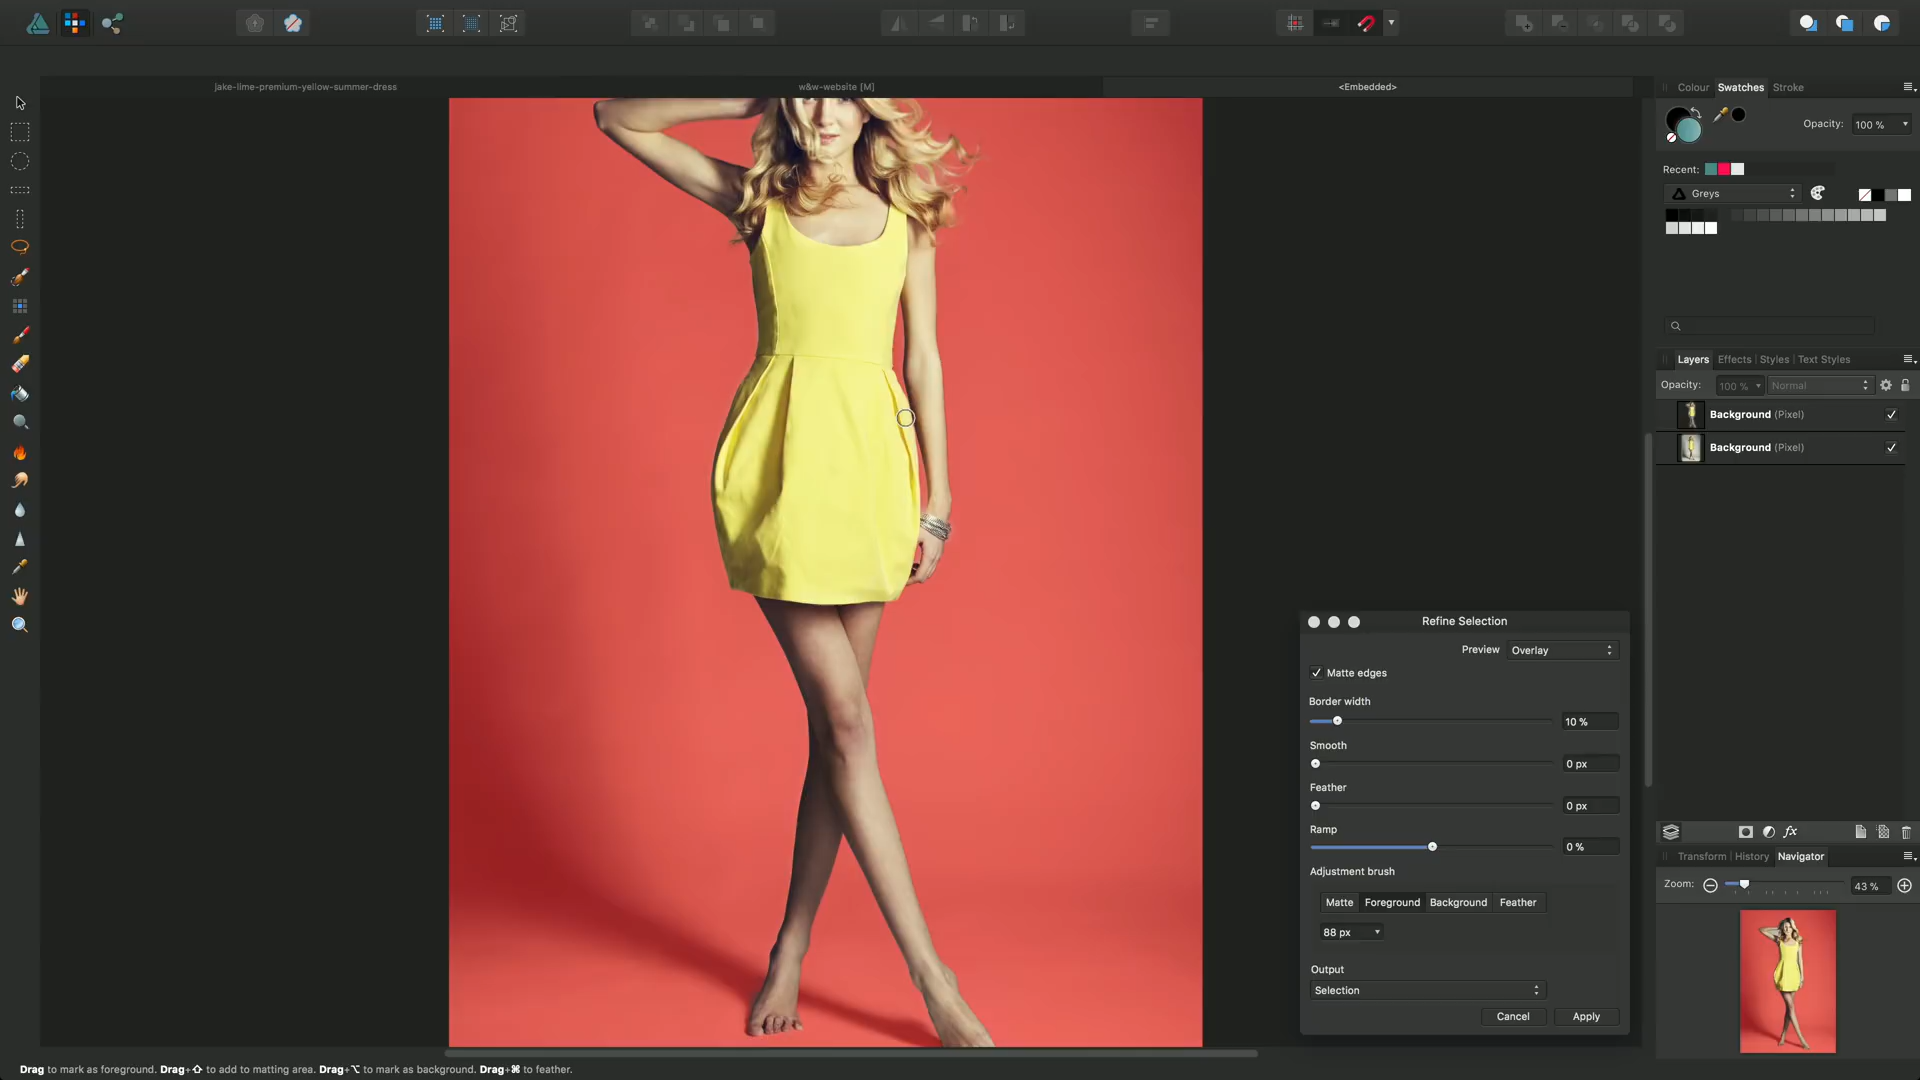 jake-lime-premium-yellow-summer-dress
w&w-website [M]
<Embedded>
Colour Swatches Stroke
Opacity: 100 %
Recent:
Greys
Layers Effects Styles Text Styles
Opacity: 100 % Normal
Background (Pixel)
Background (Pixel)
fx
Transform History Navigator
Zoom: 43 %
Refine Selection
Preview Overlay
Matte edges
Border width
10 %
Smooth
0 px
Feather
0 px
Ramp
0 %
Adjustment brush
Matte Foreground Background Feather
88 px
Output
Selection
Cancel Apply
Drag to mark as foreground. Drag+⇧ to add to matting area. Drag+⌥ to mark as background. Drag+⌘ to feather.